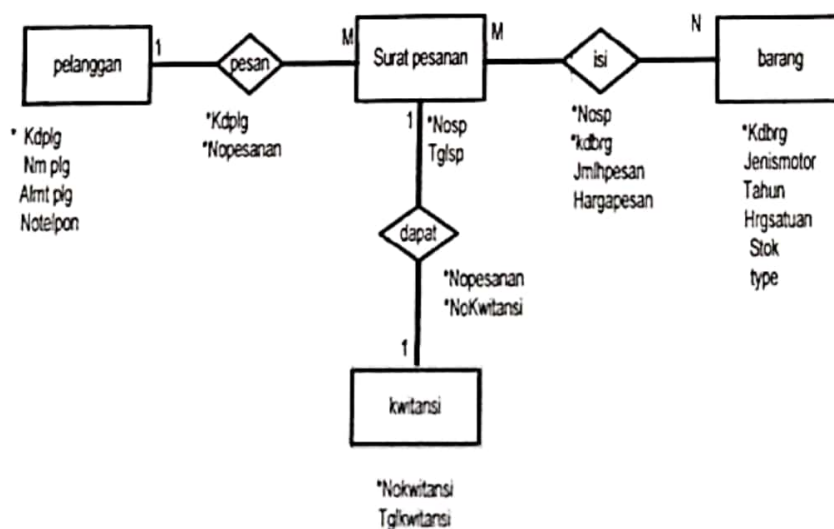 pelanggan
1
pesan
M
Surat pesanan
M
isi
N
barang
* Kdplg
Nm plg
Almt plg
Notelpon
*Kdplg
*Nopesanan
1
*Nosp
Tglsp
*Nosp
*kdbrg
Jmlhpesan
Hargapesan
*Kdbrg
Jenismotor
Tahun
Hrgsatuan
Stok
type
dapat
*Nopesanan
*NoKwitansi
1
kwitansi
*Nokwitansi
Tglkwitansi